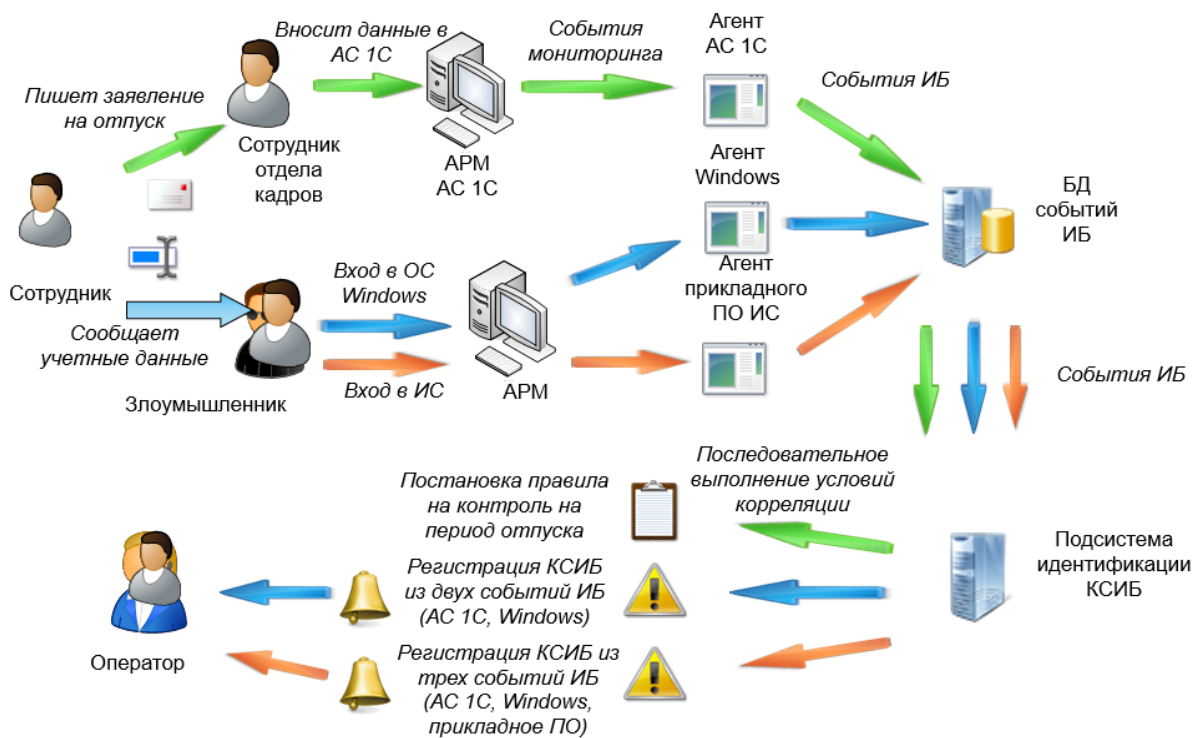 Пишет заявление
на отпуск
Вносит данные в
АС 1С
События
мониторинга
Агент
АС 1С
События ИБ
Сотрудник
отдела
кадров
АРМ
АС 1С
Агент
Windows
БД
событий
ИБ
Сотрудник
Сообщает
учетные данные
Злоумышленник
Вход в ОС
Windows
Вход в ИС
АРМ
Агент
прикладного
ПО ИС
События ИБ
Последовательное
выполнение условий
корреляции
Постановка правила
на контроль на
период отпуска
Подсистема
идентификации
КСИБ
Регистрация КСИБ
из двух событий ИБ
(АС 1С, Windows)
Оператор
Регистрация КСИБ из
трех событий ИБ
(АС 1С, Windows,
прикладное ПО)